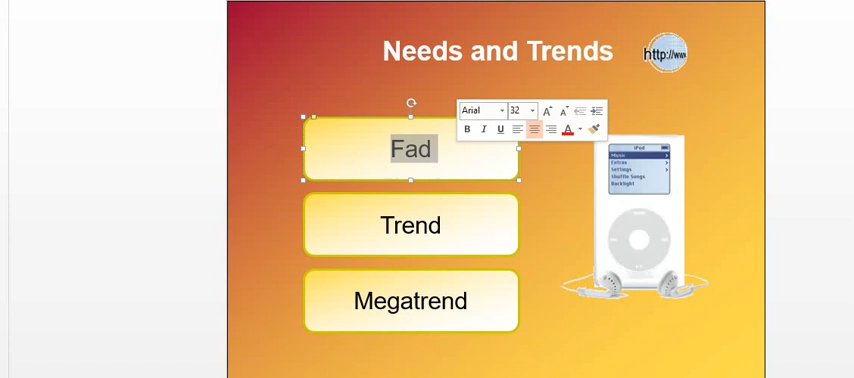 Needs and Trends
http://www
Arial 32
B I U A
Fad
iPod
Music
Extras
Settings
Shuffle Songs
Backlight
Trend
Megatrend